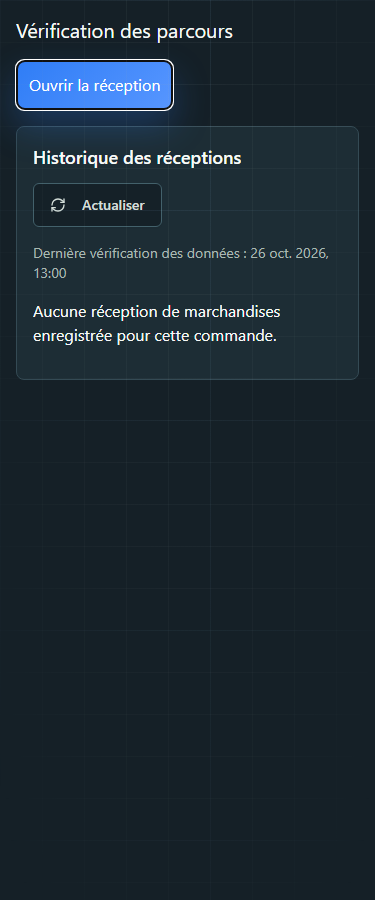 Vérification des parcours
Ouvrir la réception
Historique des réceptions
Actualiser
Dernière vérification des données : 26 oct. 2026,
13:00
Aucune réception de marchandises
enregistrée pour cette commande.